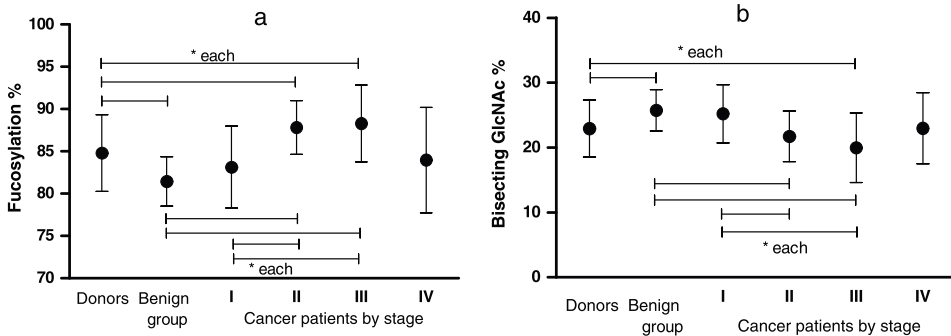 a
Fucosylation %
100
95
90
85
80
75
70
* each
* each
Donors Benign group I II III IV
Cancer patients by stage
b
Bisecting GlcNAc %
40
30
20
10
0
* each
* each
Donors Benign group I II III IV
Cancer patients by stage